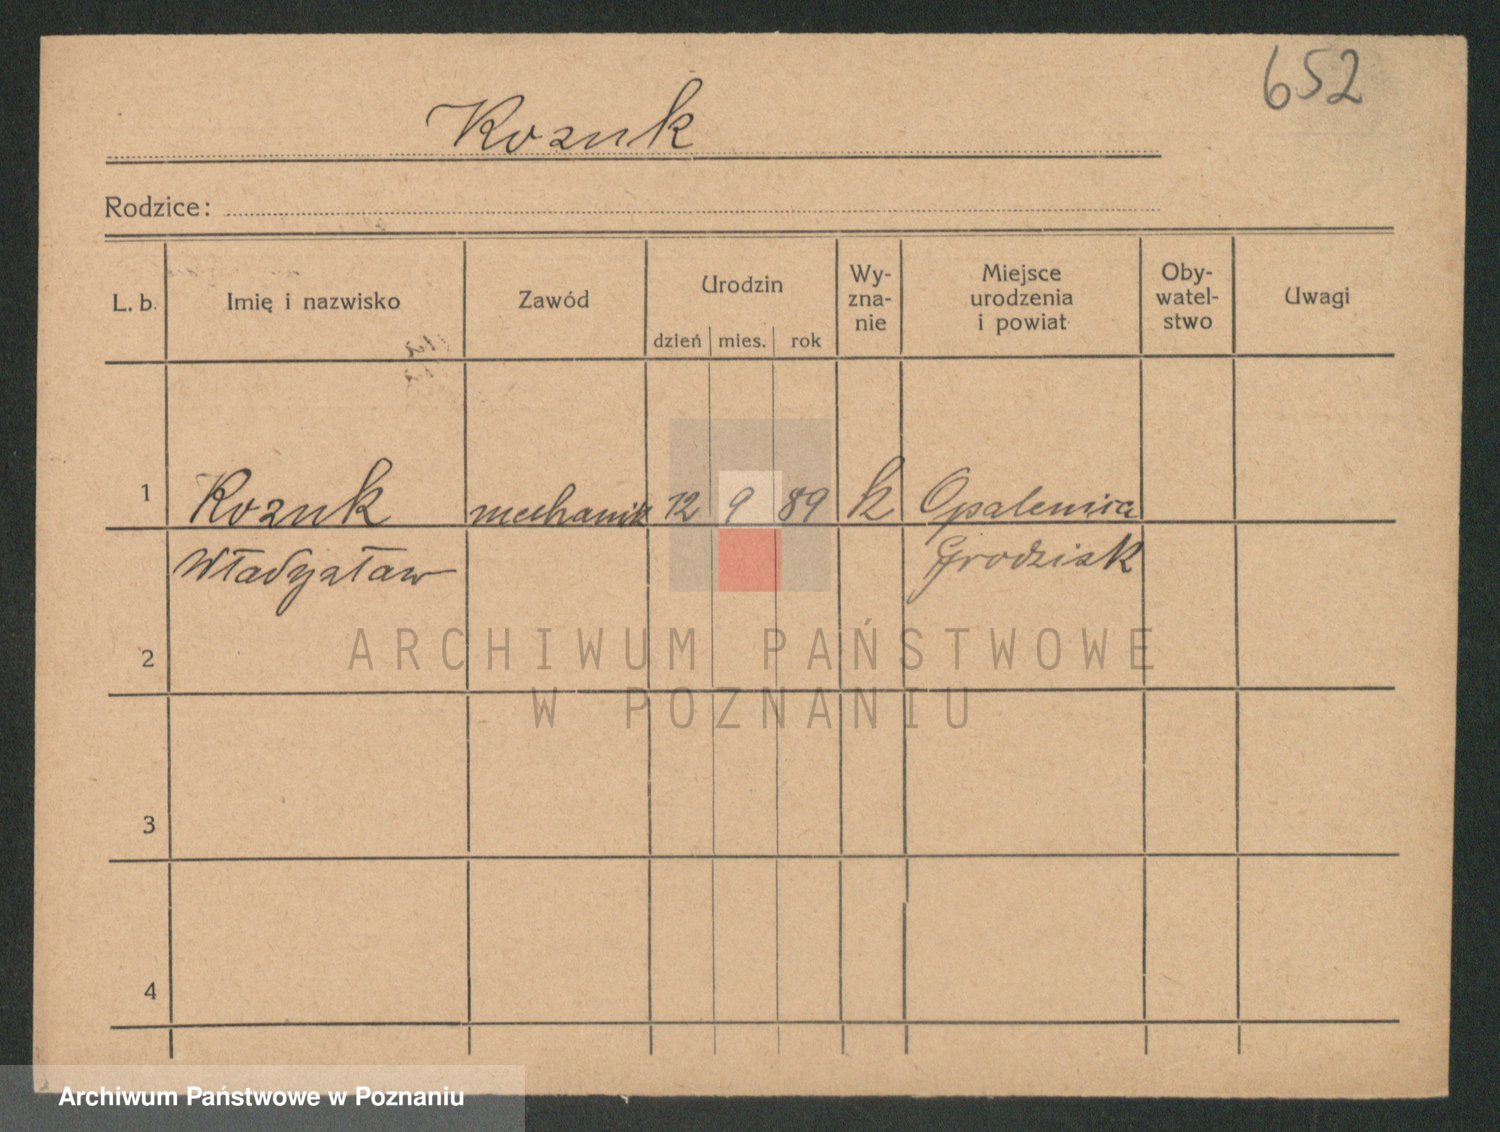 652
Kozuk
Rodzice:
L. b. Imię i nazwisko Zawód Urodzin dzień mies. rok Wy-zna-nie Miejsce urodzenia i powiat Oby-watel-stwo Uwagi
1 Kozuk mechanik 12 9 89 k Opalenica
Władysław Grodzisk
2
3
4
ARCHIWUM PAŃSTWOWE
W POZNANIU
Archiwum Państwowe w Poznaniu